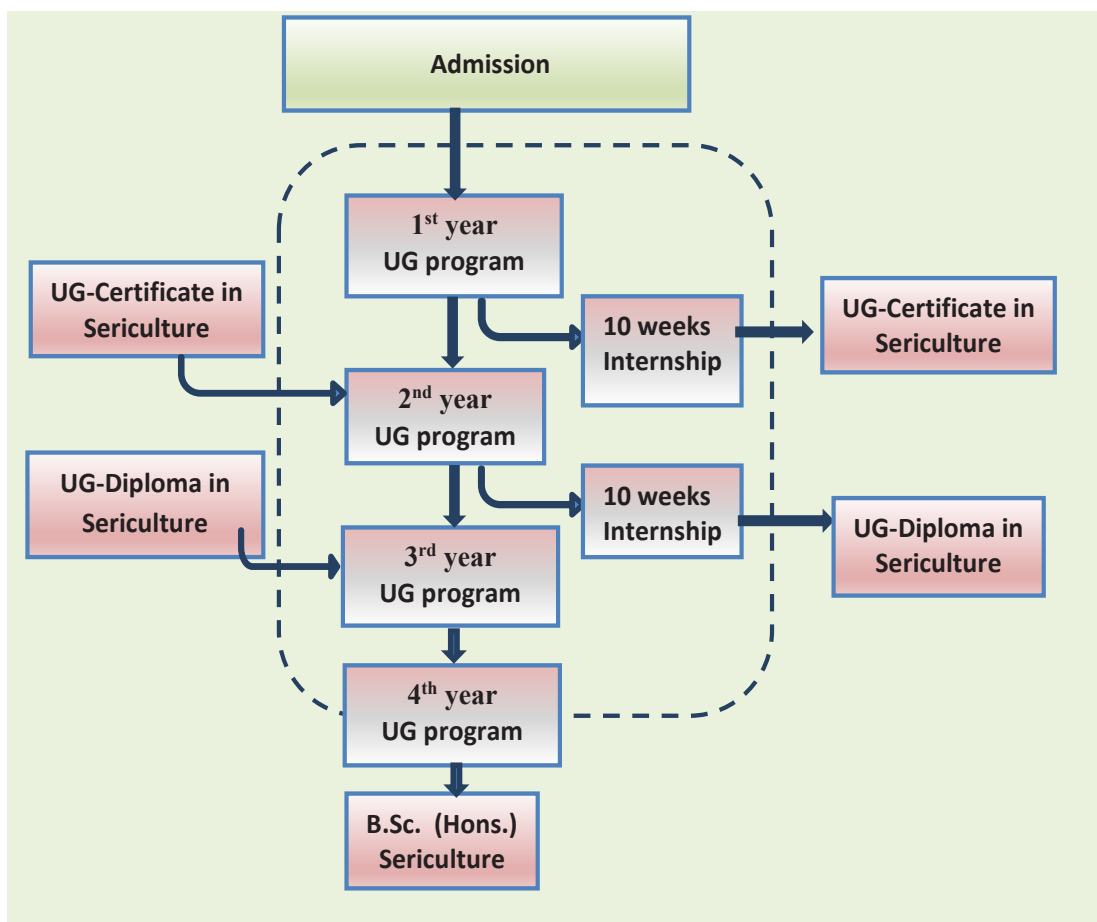 Admission
1st year
UG program
UG-Certificate in
Sericulture
10 weeks
Internship
UG-Certificate in
Sericulture
2nd year
UG program
UG-Diploma in
Sericulture
10 weeks
Internship
UG-Diploma in
Sericulture
3rd year
UG program
4th year
UG program
B.Sc. (Hons.)
Sericulture